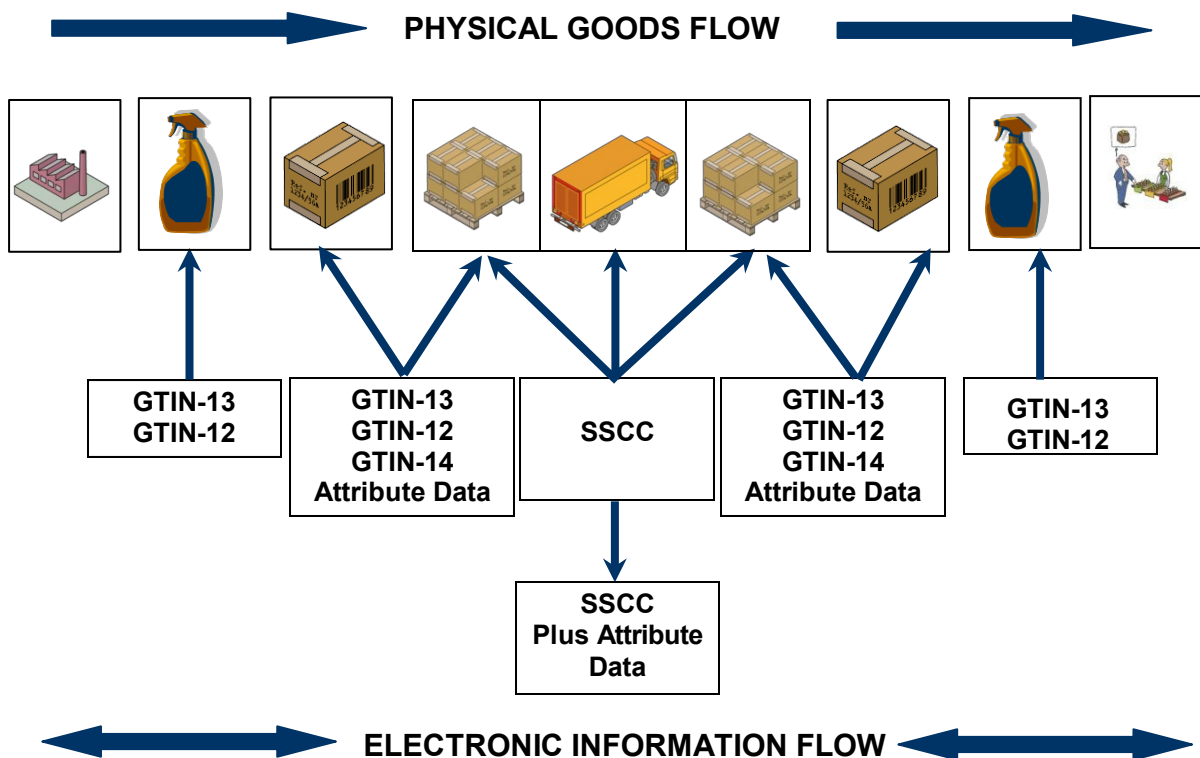 PHYSICAL GOODS FLOW
GTIN-13
GTIN-12
GTIN-13
GTIN-12
GTIN-14
Attribute Data
SSCC
GTIN-13
GTIN-12
GTIN-14
Attribute Data
GTIN-13
GTIN-12
SSCC
Plus Attribute
Data
ELECTRONIC INFORMATION FLOW